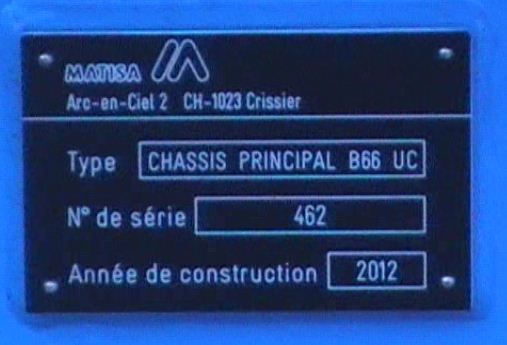 MATISA
Arc-en-Ciel 2 CH-1023 Crissier
Type CHASSIS PRINCIPAL B66 UC
N° de série 462
Année de construction 2012